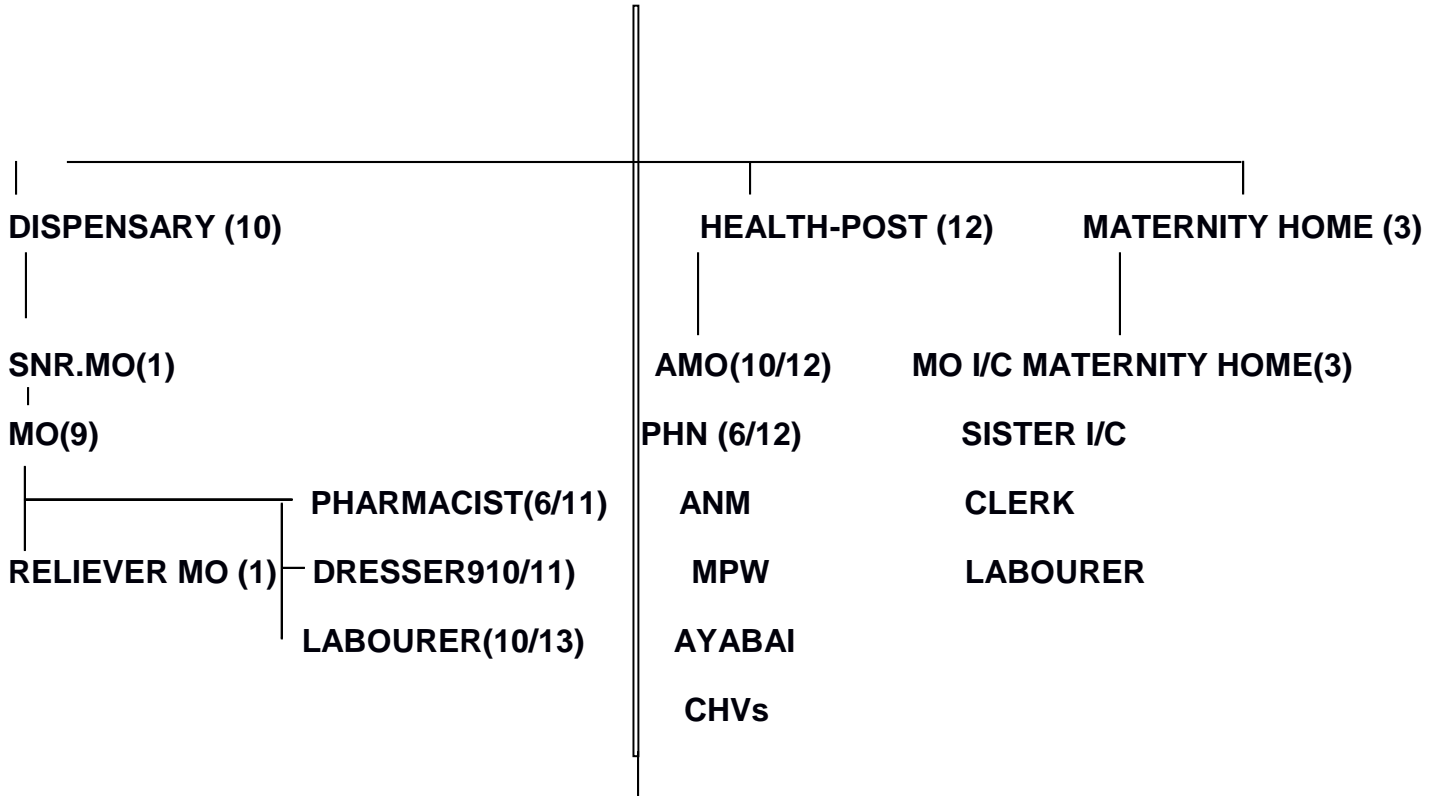 DISPENSARY (10) HEALTH-POST (12) MATERNITY HOME (3)
SNR.MO(1) AMO(10/12) MO I/C MATERNITY HOME(3)
MO(9) PHN (6/12) SISTER I/C
PHARMACIST(6/11) ANM CLERK
RELIEVER MO (1) DRESSER910/11) MPW LABOURER
LABOURER(10/13) AYABAI
CHVs